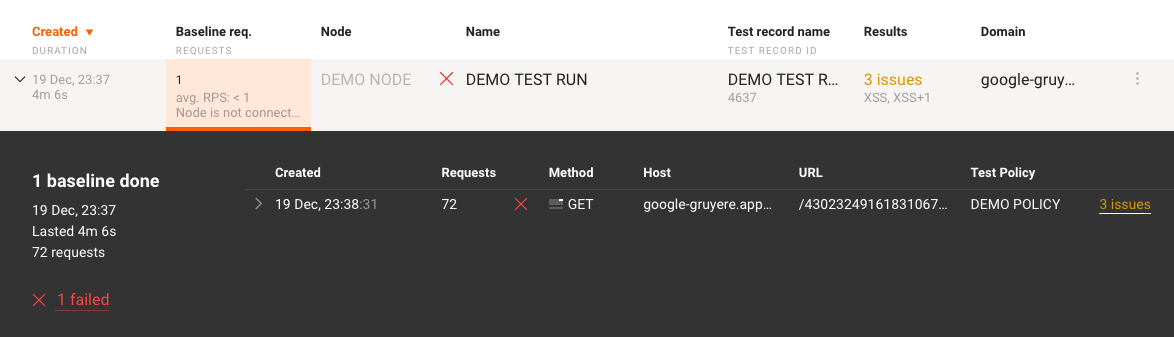 Created ▼ Baseline req. Node Name Test record name Results Domain
DURATION REQUESTS TEST RECORD ID
19 Dec, 23:37 1 DEMO NODE DEMO TEST RUN DEMO TEST R... 3 issues google-gruy...
4m 6s avg. RPS: < 1 4637 XSS, XSS+1
Node is not connect...
1 baseline done
19 Dec, 23:37
Lasted 4m 6s
72 requests
1 failed
Created Requests Method Host URL Test Policy
19 Dec, 23:38:31 72 GET google-gruyere.app... /43023249161831067... DEMO POLICY 3 issues